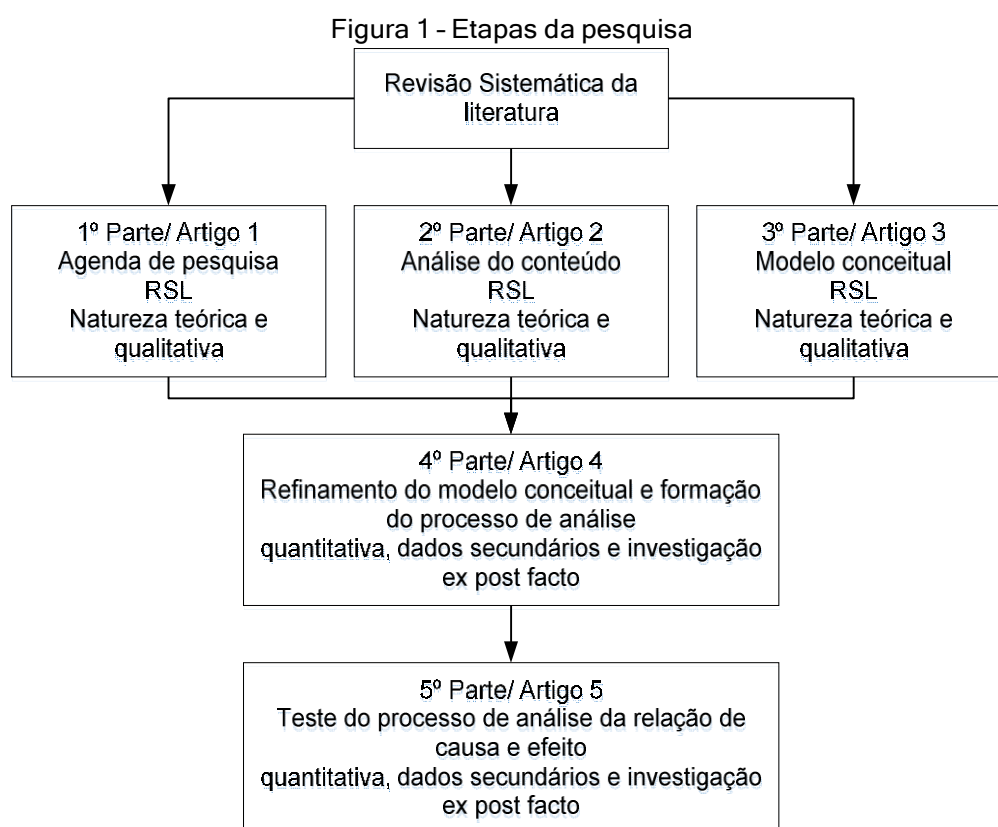 Figura 1 - Etapas da pesquisa
Revisão Sistemática da
literatura
1º Parte/ Artigo 1
Agenda de pesquisa
RSL
Natureza teórica e
qualitativa
2º Parte/ Artigo 2
Análise do conteúdo
RSL
Natureza teórica e
qualitativa
3º Parte/ Artigo 3
Modelo conceitual
RSL
Natureza teórica e
qualitativa
4º Parte/ Artigo 4
Refinamento do modelo conceitual e formação
do processo de análise
quantitativa, dados secundários e investigação
ex post facto
5º Parte/ Artigo 5
Teste do processo de análise da relação de
causa e efeito
quantitativa, dados secundários e investigação
ex post facto